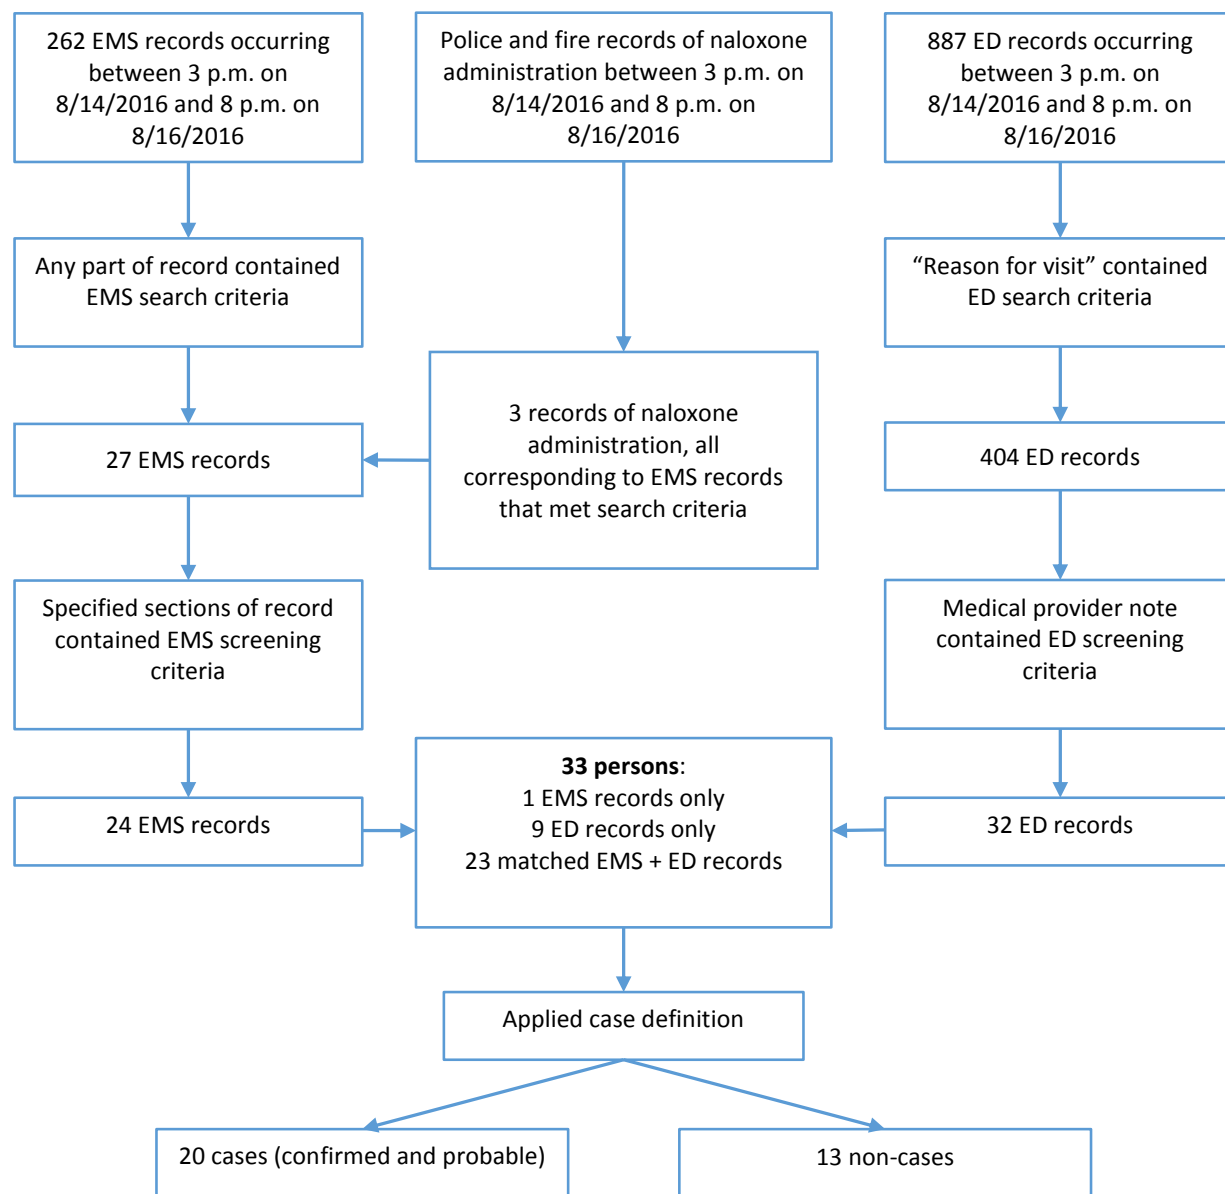 262 EMS records occurring
between 3 p.m. on
8/14/2016 and 8 p.m. on
8/16/2016
Police and fire records of naloxone
administration between 3 p.m. on
8/14/2016 and 8 p.m. on
8/16/2016
887 ED records occurring
between 3 p.m. on
8/14/2016 and 8 p.m. on
8/16/2016
Any part of record contained
EMS search criteria
“Reason for visit” contained
ED search criteria
3 records of naloxone
administration, all
corresponding to EMS records
that met search criteria
27 EMS records
404 ED records
Specified sections of record
contained EMS screening
criteria
Medical provider note
contained ED screening
criteria
24 EMS records
33 persons:
1 EMS records only
9 ED records only
23 matched EMS + ED records
32 ED records
Applied case definition
20 cases (confirmed and probable)
13 non-cases